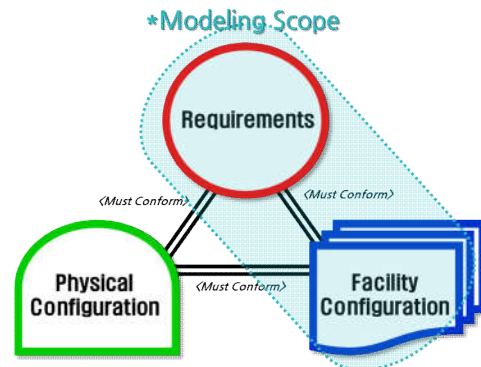 *Modeling Scope
Requirements
<Must Conform>
<Must Conform>
Physical
Configuration
<Must Conform>
Facility
Configuration